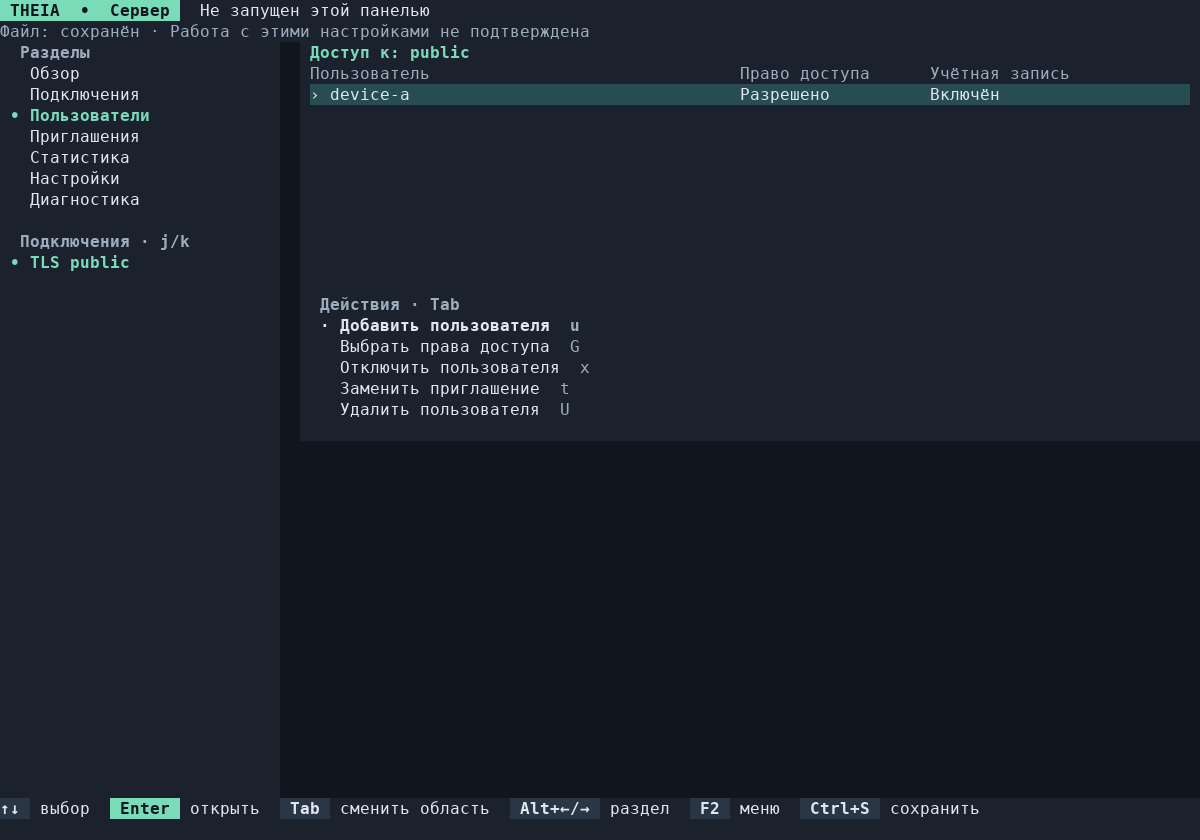 THEIA • Сервер Не запущен этой панелью
Файл: сохранён · Работа с этими настройками не подтверждена
Разделы
Обзор
Подключения
• Пользователи
Приглашения
Статистика
Настройки
Диагностика
Подключения · j/k
• TLS public
Доступ к: public
Пользователь Право доступа Учётная запись
› device-a Разрешено Включён
Действия · Tab
· Добавить пользователя u
Выбрать права доступа G
Отключить пользователя x
Заменить приглашение t
Удалить пользователя U
↑↓ выбор Enter открыть Tab сменить область Alt+←/→ раздел F2 меню Ctrl+S сохранить